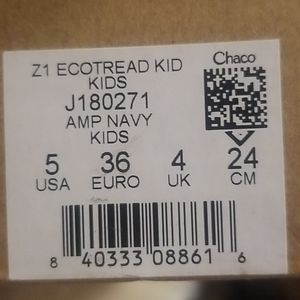 Z1 ECOTREAD KID
KIDS
Chaco
J180271
AMP NAVY
KIDS
5 36 4 24
USA EURO UK CM
8 40333 08861 6